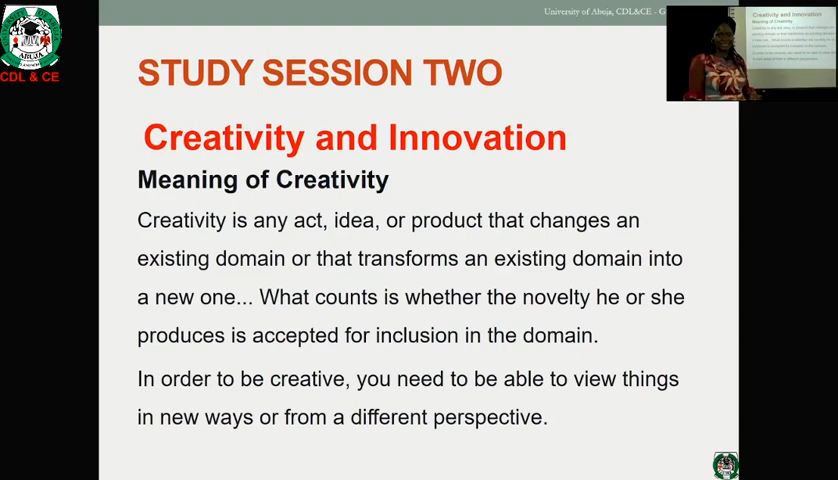 University of Abuja, CDL&CE - G
STUDY SESSION TWO
Creativity and Innovation
Meaning of Creativity
Creativity is any act, idea, or product that changes an
existing domain or that transforms an existing domain into
a new one... What counts is whether the novelty he or she
produces is accepted for inclusion in the domain.
In order to be creative, you need to be able to view things
in new ways or from a different perspective.
CDL & CE
ABUJA
Creativity and Innovation
Meaning of Creativity